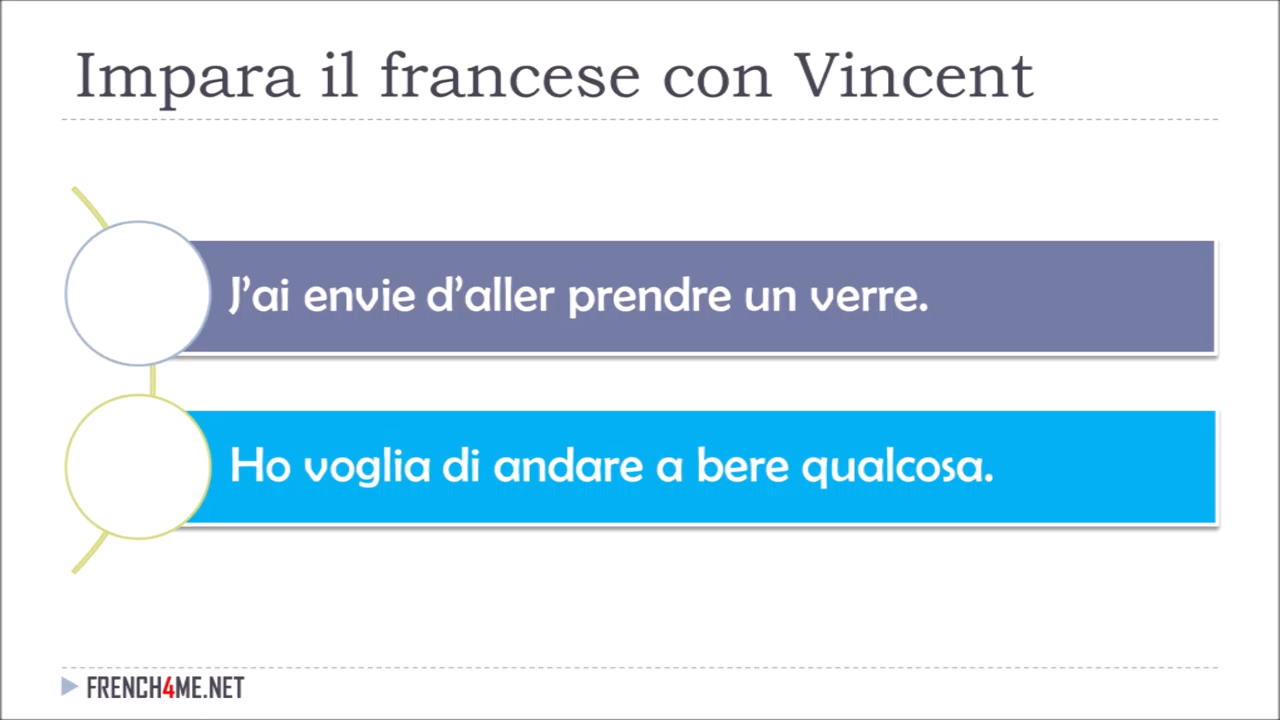 Impara il francese con Vincent
J’ai envie d’aller prendre un verre.
Ho voglia di andare a bere qualcosa.
FRENCH4ME.NET